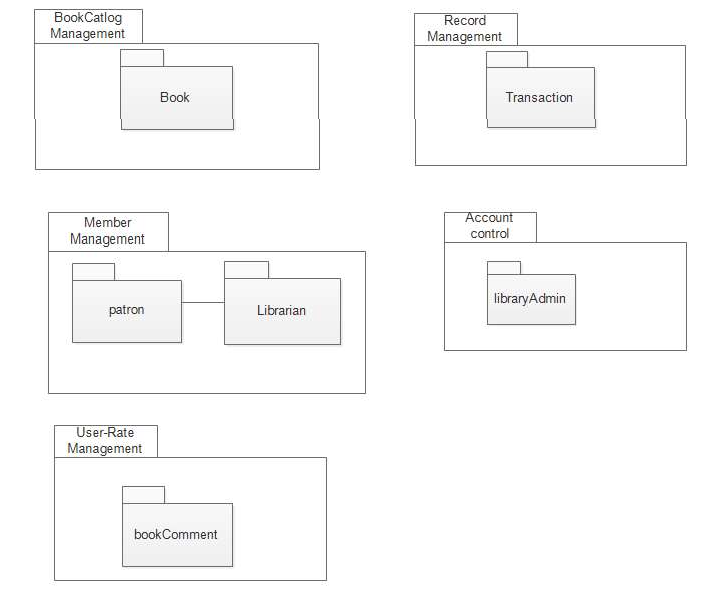 BookCatlog
Management
Book
Record
Management
Transaction
Member
Management
patron
Librarian
Account
control
libraryAdmin
User-Rate
Management
bookComment